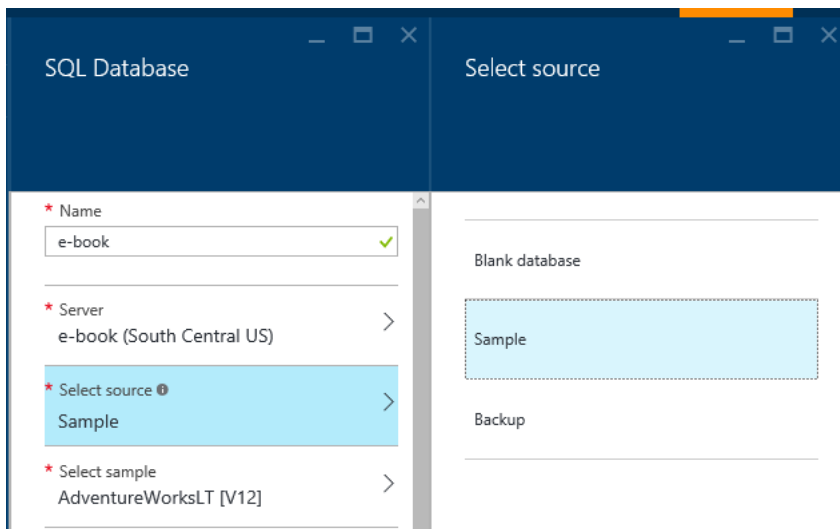 SQL Database
* Name
e-book
* Server
e-book (South Central US)
* Select source
Sample
* Select sample
AdventureWorksLT [V12]
Select source
Blank database
Sample
Backup